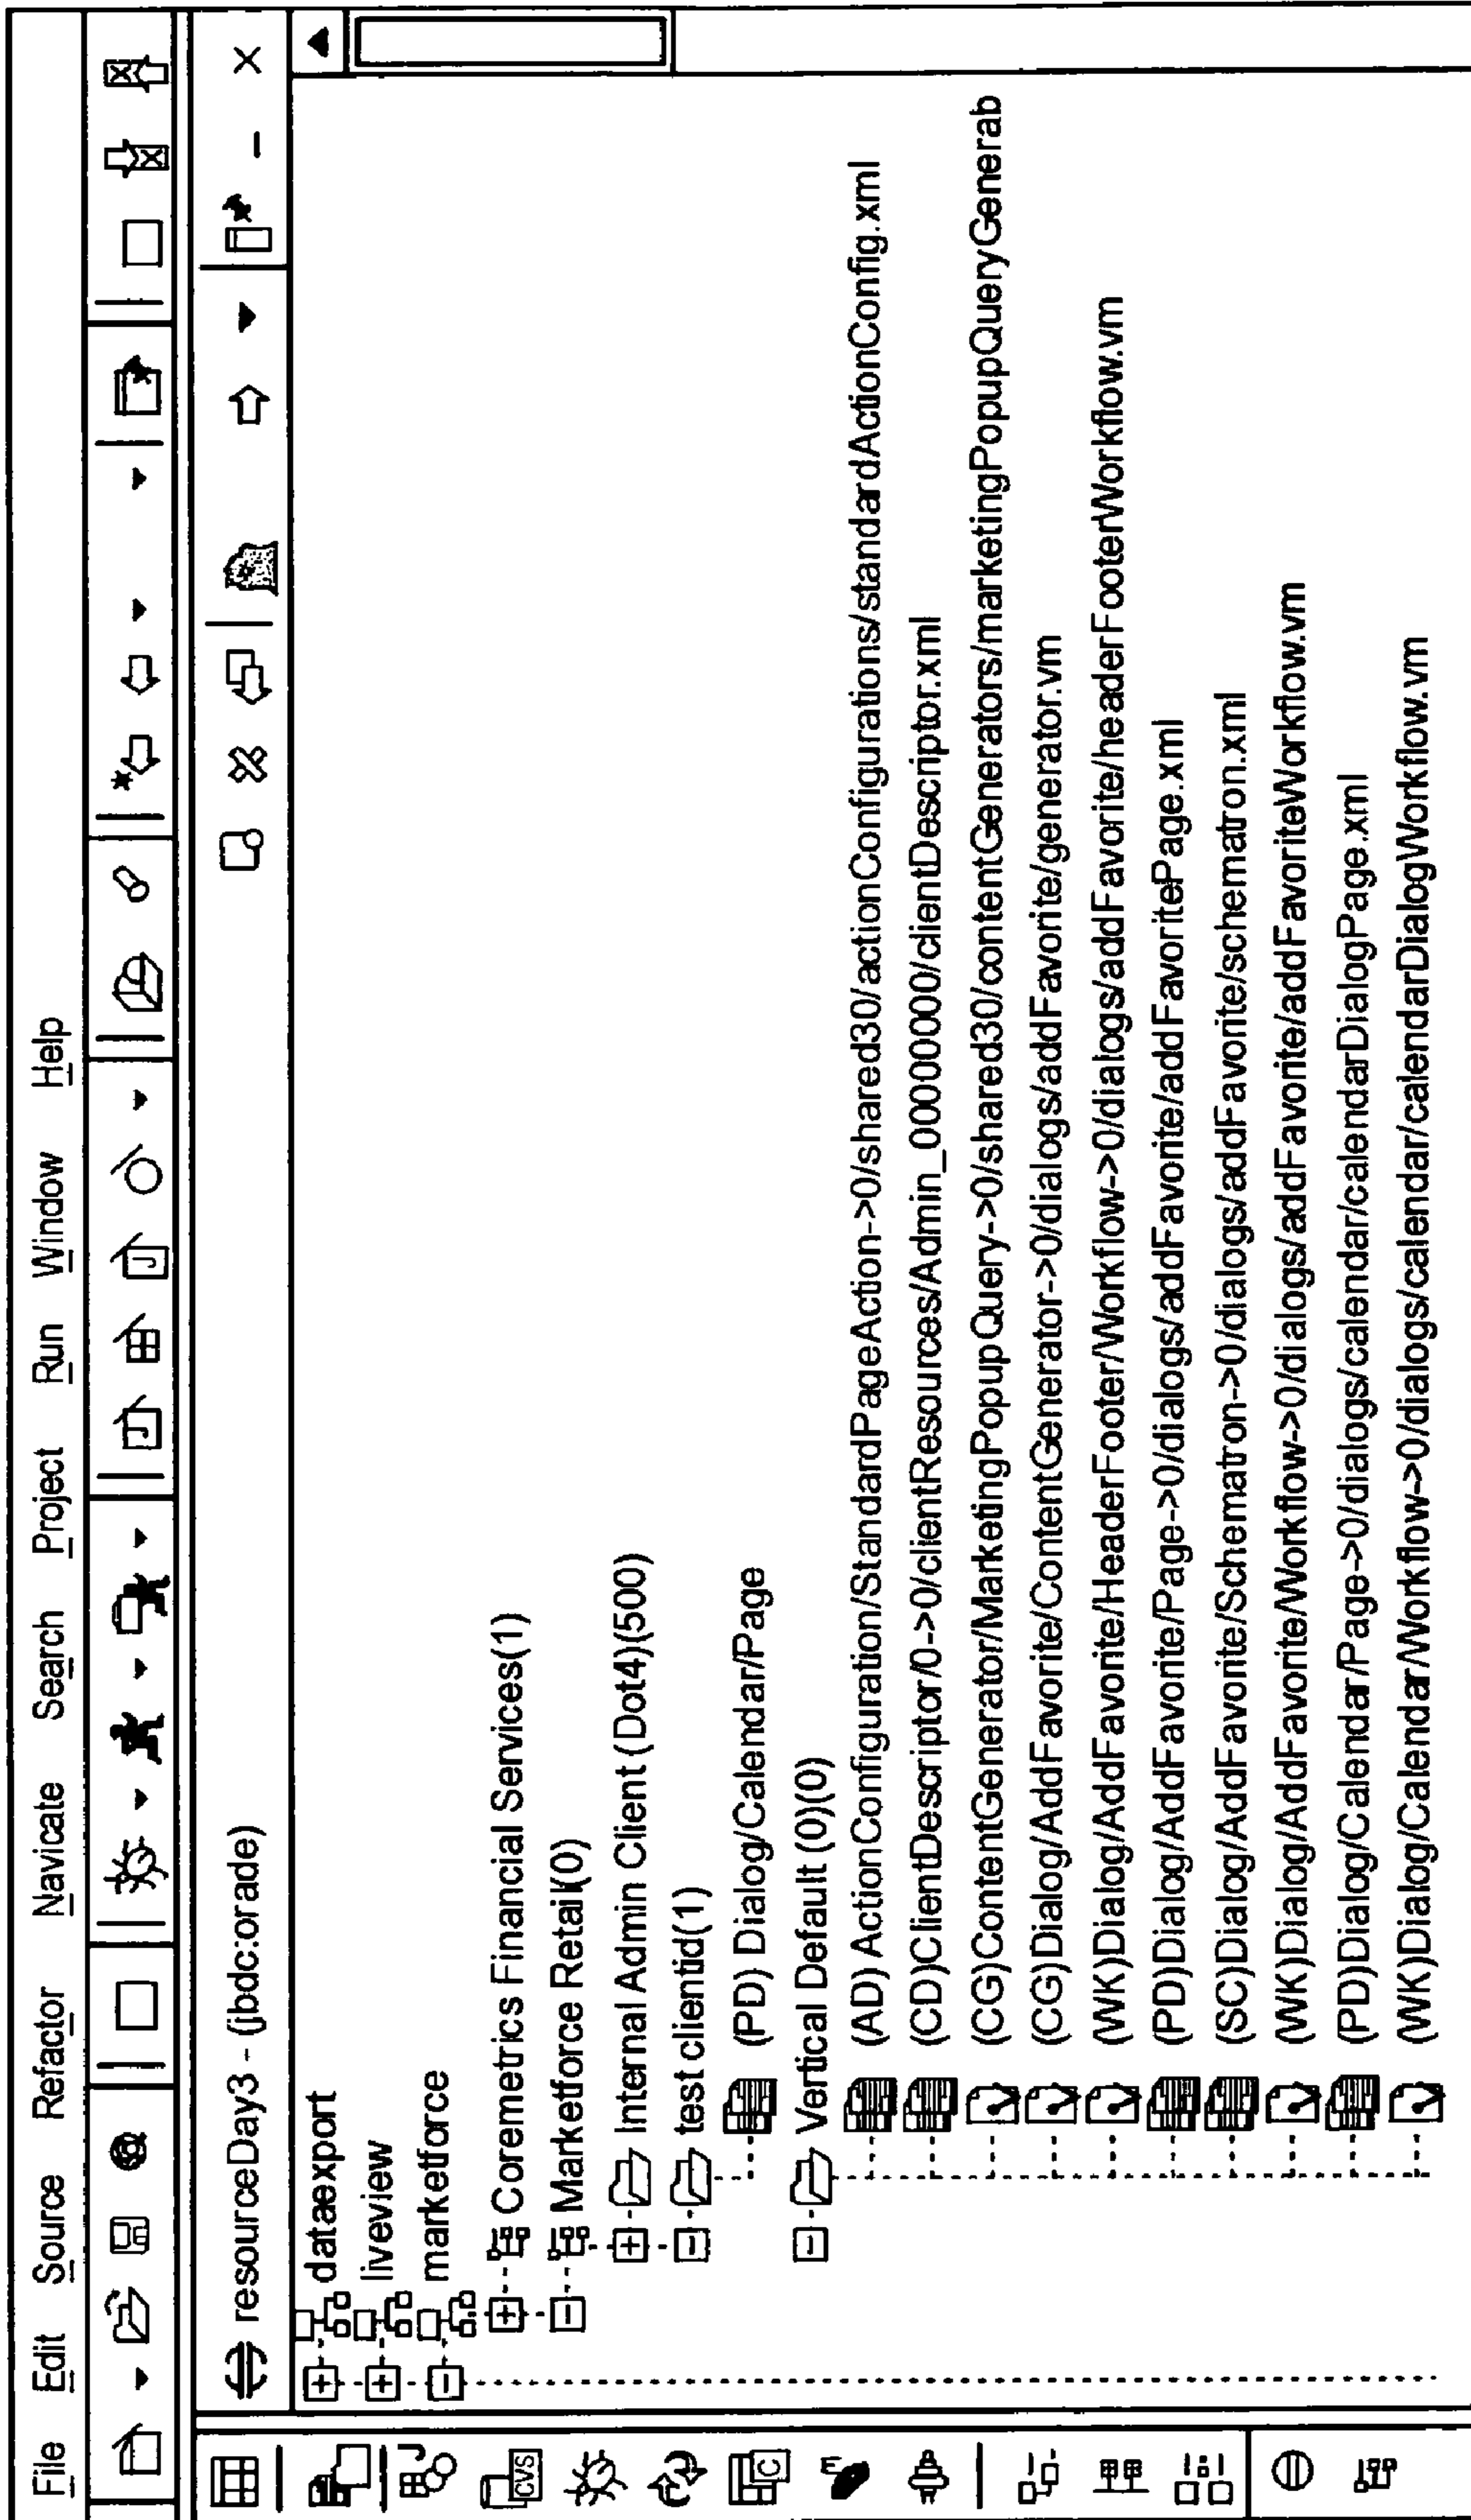 File Edit Source Refactor Navicate Search Project Run Window Help
resourceDay3 - (jbdc:orade)
dataexport
liveview
marketforce
Coremetrics Financial Services(1)
Marketforce Retail(0)
Internal Admin Client (Dot4)(500)
test clientid(1)
(PD) Dialog/Calendar/Page
Vertical Default (0)(0)
(AD) ActionConfiguration/StandardPageAction->0/shared30/actionConfigurations/standardActionConfig.xml
(CD)ClientDescriptor/0->0/clientResources/Admin_00000000/clientDescriptor.xml
(CG)ContentGenerator/MarketingPopupQuery->0/shared30/contentGenerators/marketingPopupQueryGenerab
(CG)Dialog/AddFavorite/ContentGenerator->0/dialogs/addFavorite/generator.vm
(WK)Dialog/AddFavorite/HeaderFooter/Workflow->0/dialogs/addFavorite/headerFooterWorkflow.vm
(PD)Dialog/AddFavorite/Page->0/dialogs/addFavorite/addFavoritePage.xml
(SC)Dialog/AddFavorite/Schematron->0/dialogs/addFavorite/schematron.xml
(WK)Dialog/AddFavorite/Workflow->0/dialogs/addFavorite/addFavoriteWorkflow.vm
(PD)Dialog/Calendar/Page->0/dialogs/calendar/calendarDialogPage.xml
(WK)Dialog/Calendar/Workflow->0/dialogs/calendar/calendarDialogWorkflow.vm
J
J
J
CVS
C